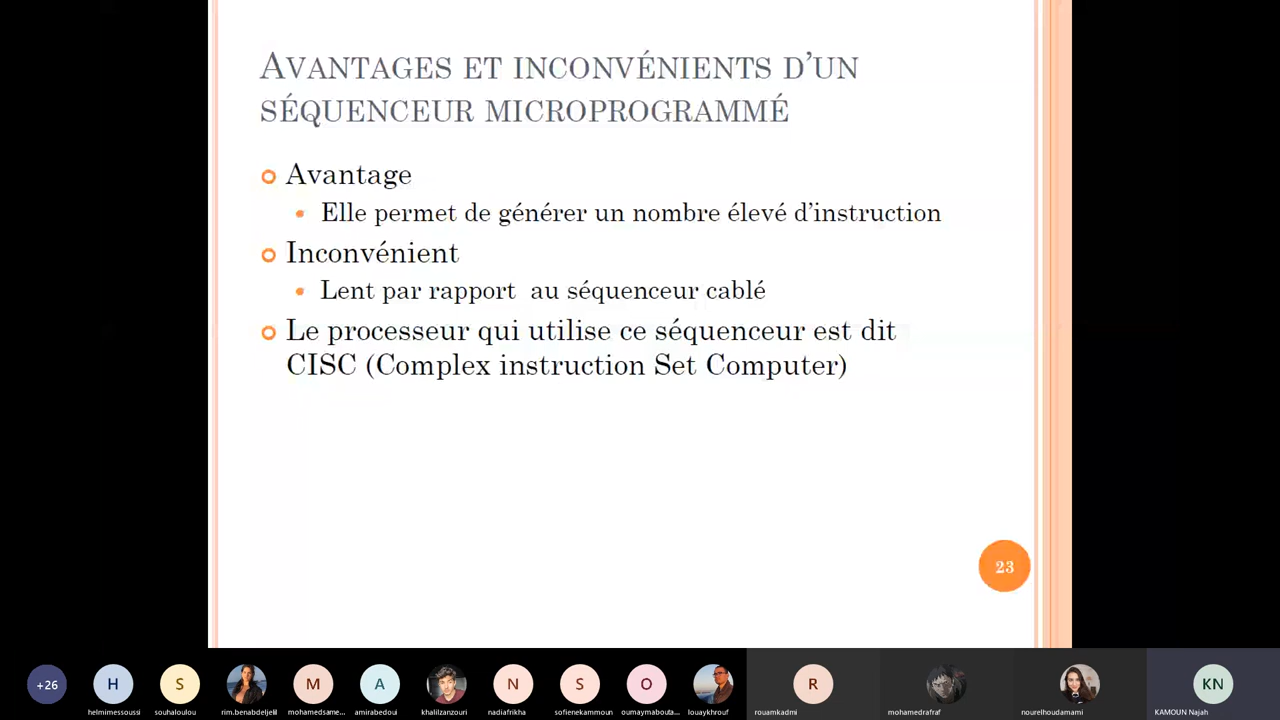 AVANTAGES ET INCONVÉNIENTS D'UN
SÉQUENCEUR MICROPROGRAMMÉ
Avantage
Elle permet de générer un nombre élevé d'instruction
Inconvénient
Lent par rapport au séquenceur cablé
Le processeur qui utilise ce séquenceur est dit
CISC (Complex instruction Set Computer)
23
+26
H
S
M
A
N
S
O
R
KN
helmimessoussi
souhaloulou
rim.benabdeljelil
mohamedsame...
amirabedoui
khalilzanzouri
nadiafrikha
sofienekammoun
oumaymabouta...
louaykhrouf
rouamkadmi
mohamedrafraf
nourelhoudamami
KAMOUN Najah